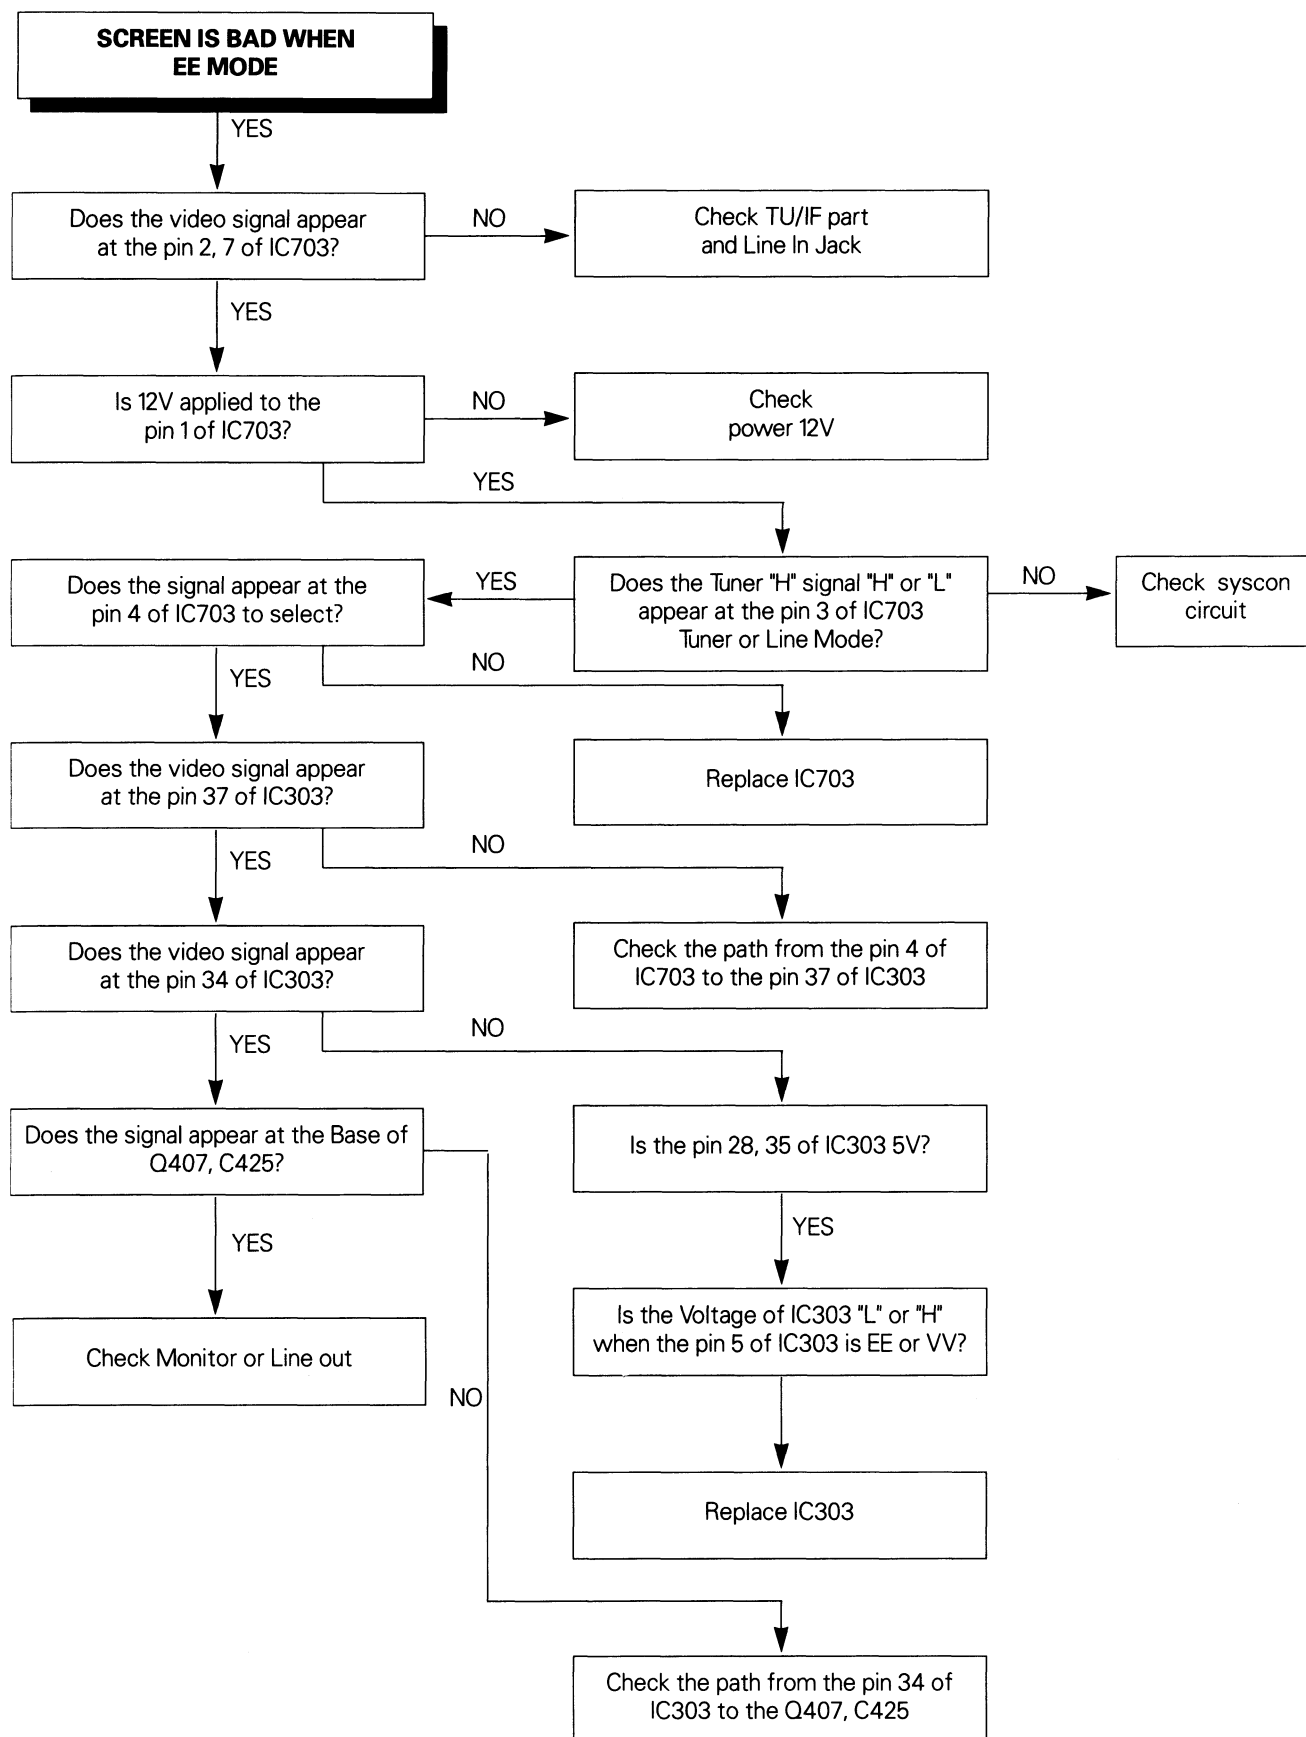 SCREEN IS BAD WHEN
EE MODE
YES
Does the video signal appear
at the pin 2, 7 of IC703?
NO
Check TU/IF part
and Line In Jack
YES
Is 12V applied to the
pin 1 of IC703?
NO
Check
power 12V
YES
Does the Tuner "H" signal "H" or "L"
appear at the pin 3 of IC703
Tuner or Line Mode?
NO
Check syscon
circuit
YES
Does the signal appear at the
pin 4 of IC703 to select?
NO
Replace IC703
YES
Does the video signal appear
at the pin 37 of IC303?
NO
Check the path from the pin 4 of
IC703 to the pin 37 of IC303
YES
Does the video signal appear
at the pin 34 of IC303?
NO
Is the pin 28, 35 of IC303 5V?
YES
Is the Voltage of IC303 "L" or "H"
when the pin 5 of IC303 is EE or VV?
Replace IC303
YES
Does the signal appear at the Base of
Q407, C425?
YES
Check Monitor or Line out
NO
Check the path from the pin 34 of
IC303 to the Q407, C425